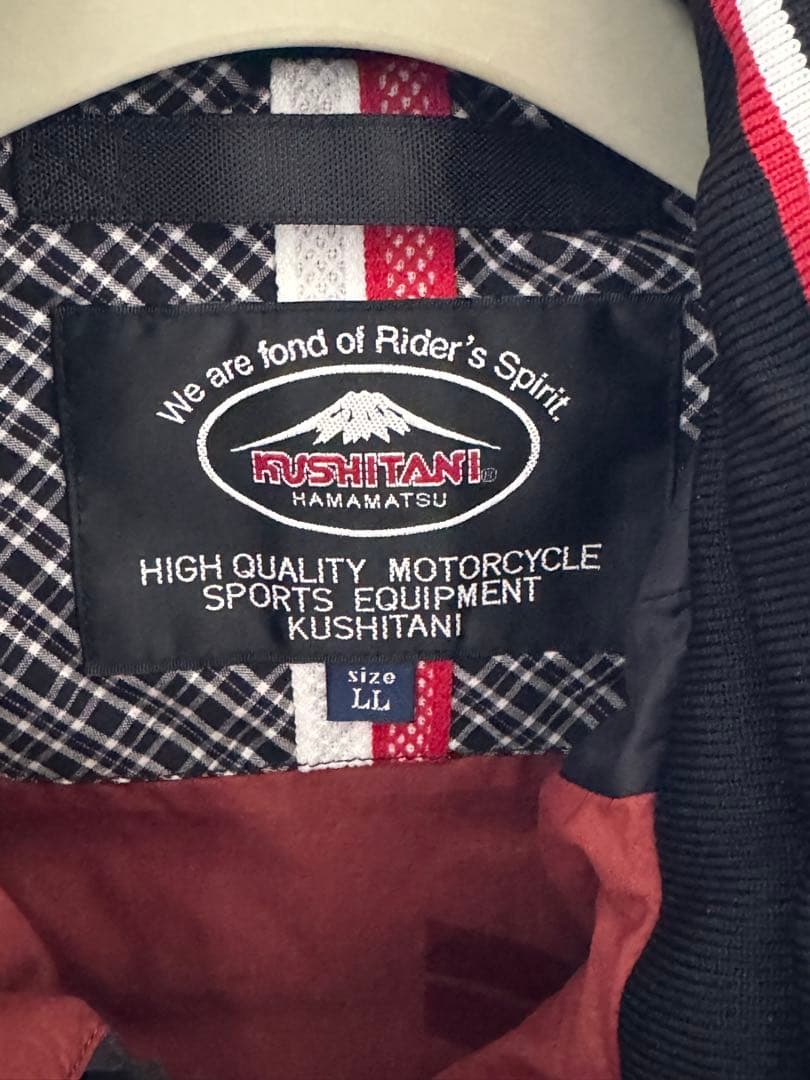 We are fond of Rider's Spirit.
KUSHITANI®
HAMAMATSU
HIGH QUALITY MOTORCYCLE
SPORTS EQUIPMENT
KUSHITANI
size
LL